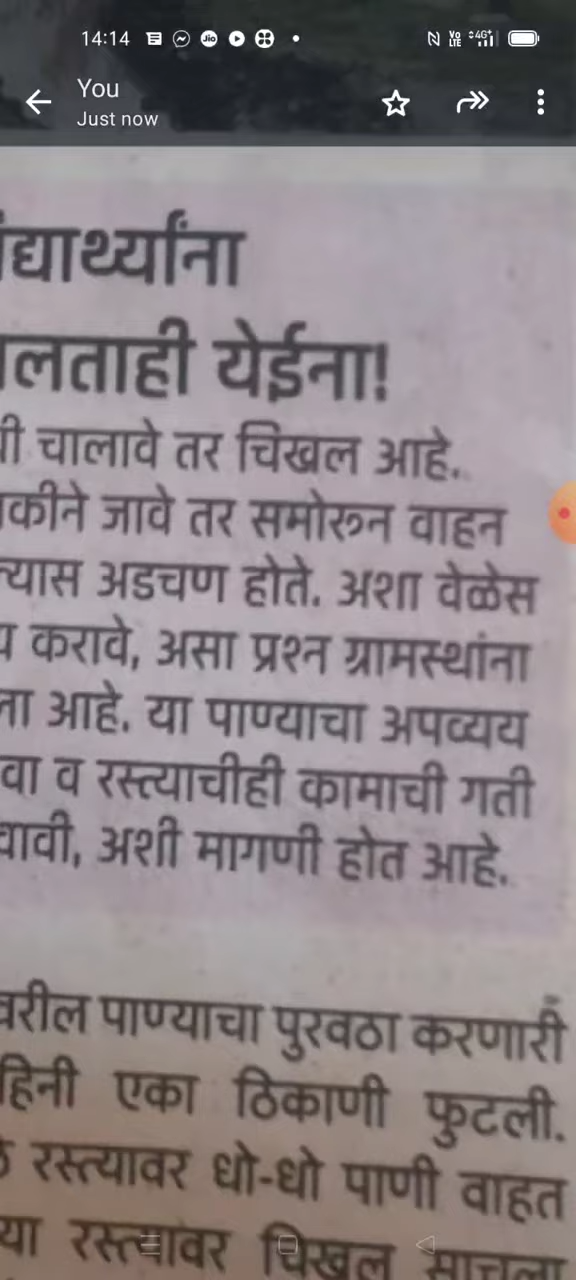 14:14
You
Just now
द्यार्थ्यांना
लताही येईना!
ी चालावे तर चिखल आहे.
कीने जावे तर समोरून वाहन
ल्यास अडचण होते. अशा वेळेस
य करावे, असा प्रश्न ग्रामस्थांना
ला आहे. या पाण्याचा अपव्यय
वा व रस्त्याचीही कामाची गती
वावी, अशी मागणी होत आहे.
वरील पाण्याचा पुरवठा करणारी
हिनी एका ठिकाणी फुटली.
रस्त्यावर धो-धो पाणी वाहत
या रस्त्यावर चिखल साचला